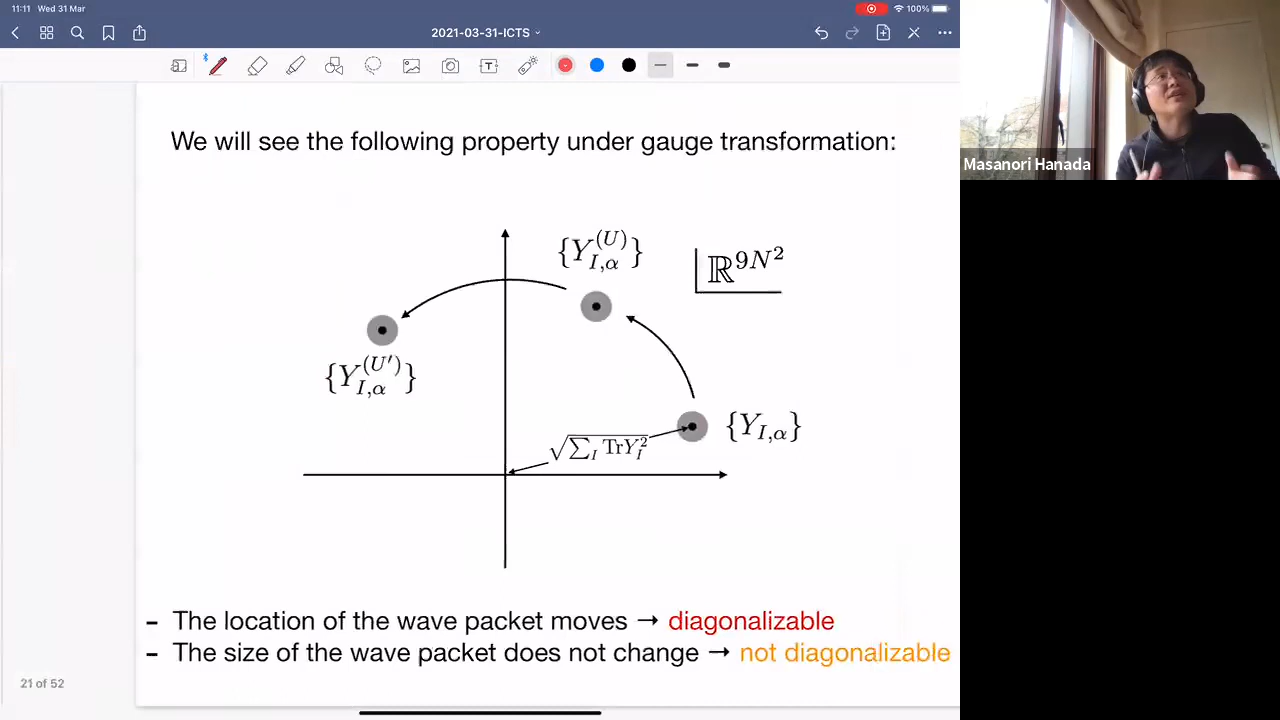 11:11 Wed 31 Mar
100%
2021-03-31-ICTS
T
We will see the following property under gauge transformation:
{Y_{I,α}^{(U)}}
ℝ^{9N^2}
{Y_{I,α}^{(U')}}
√∑_I TrY_I^2
{Y_{I,α}}
- The location of the wave packet moves → diagonalizable
- The size of the wave packet does not change → not diagonalizable
21 of 52
Masanori Hanada